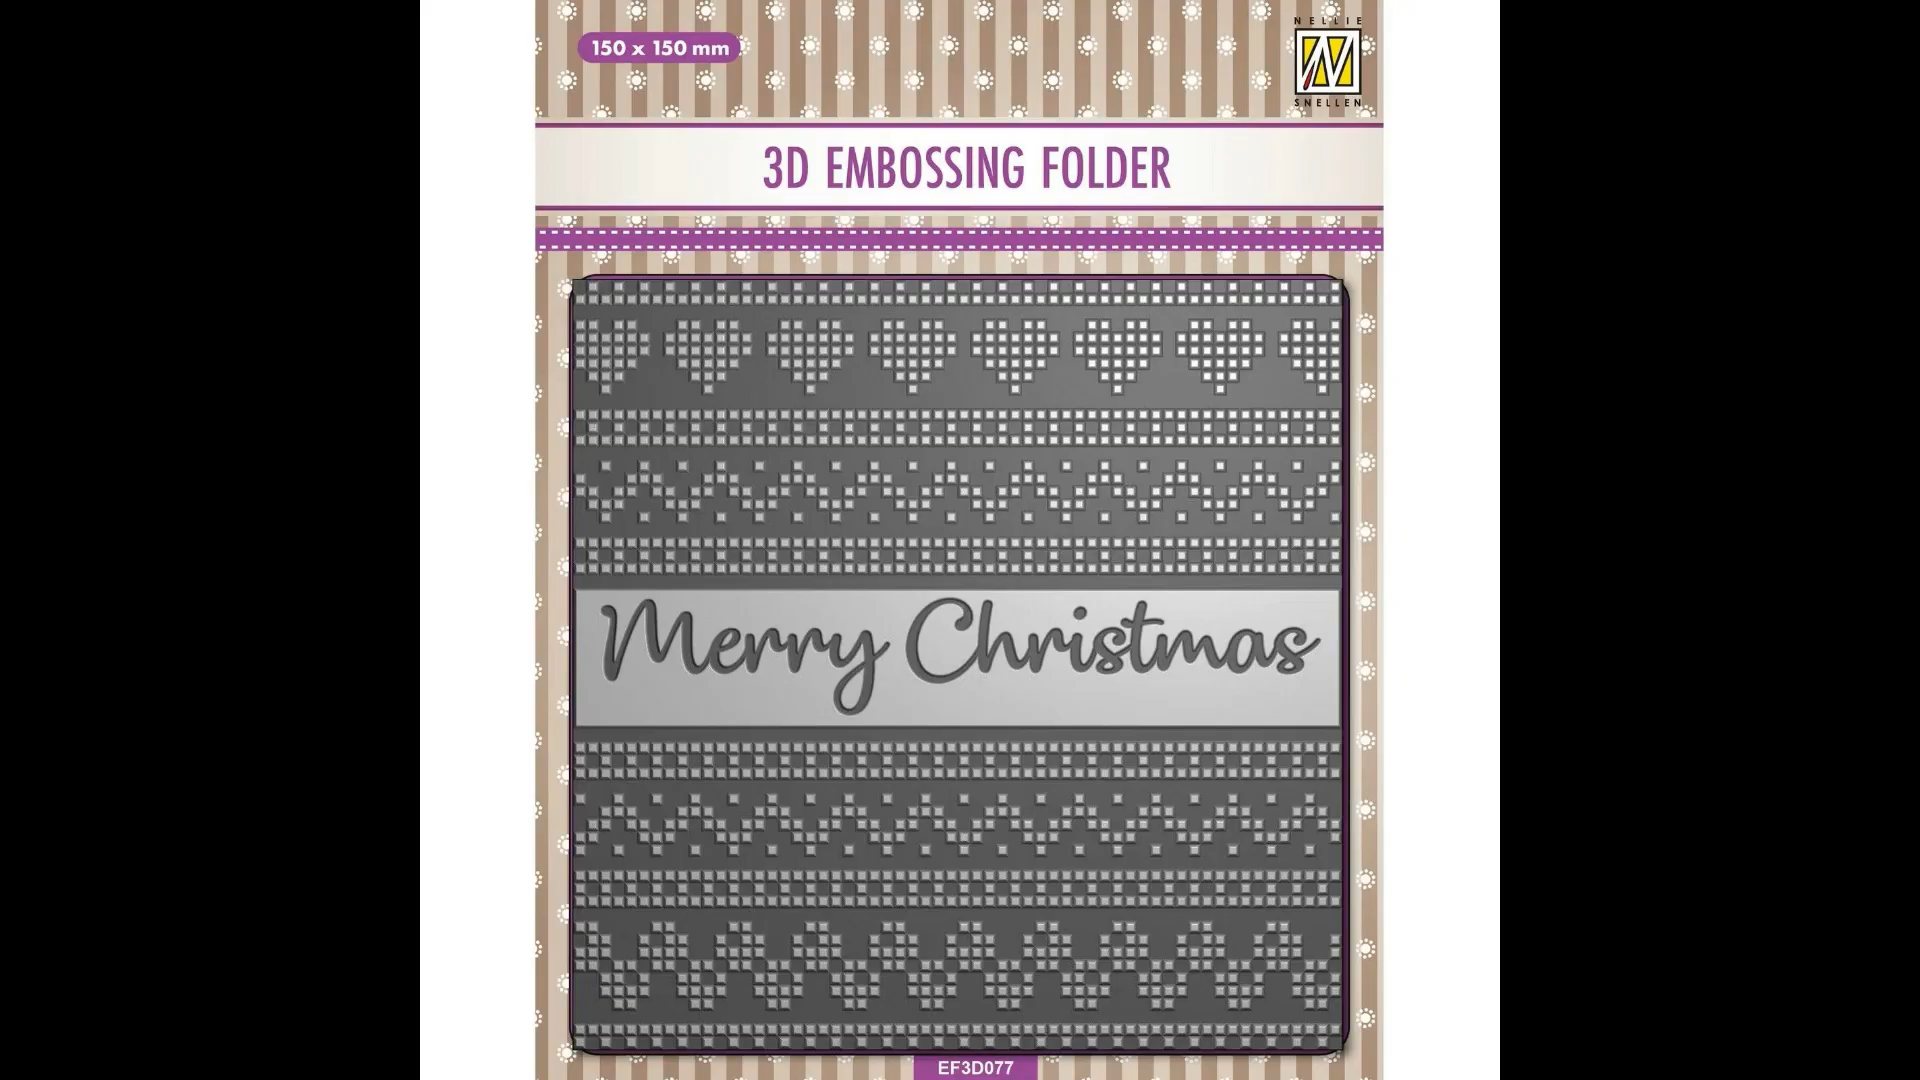 150 x 150 mm
NELLIE
SNELLEN
3D EMBOSSING FOLDER
Merry Christmas
EF3D077